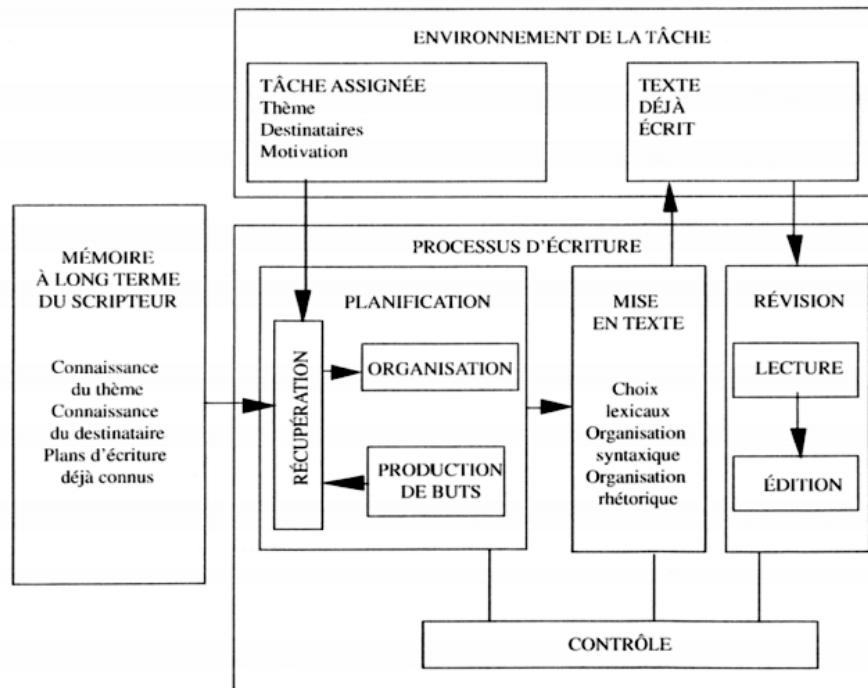 ENVIRONNEMENT DE LA TÂCHE
TÂCHE ASSIGNÉE
Thème
Destinataires
Motivation
TEXTE
DÉJÀ
ÉCRIT
MÉMOIRE
À LONG TERME
DU SCRIPTEUR
Connaissance
du thème
Connaissance
du destinataire
Plans d'écriture
déjà connus
PROCESSUS D'ÉCRITURE
PLANIFICATION
RÉCUPÉRATION
ORGANISATION
PRODUCTION
DE BUTS
MISE
EN TEXTE
Choix
lexicaux
Organisation
syntaxique
Organisation
rhétorique
RÉVISION
LECTURE
ÉDITION
CONTRÔLE